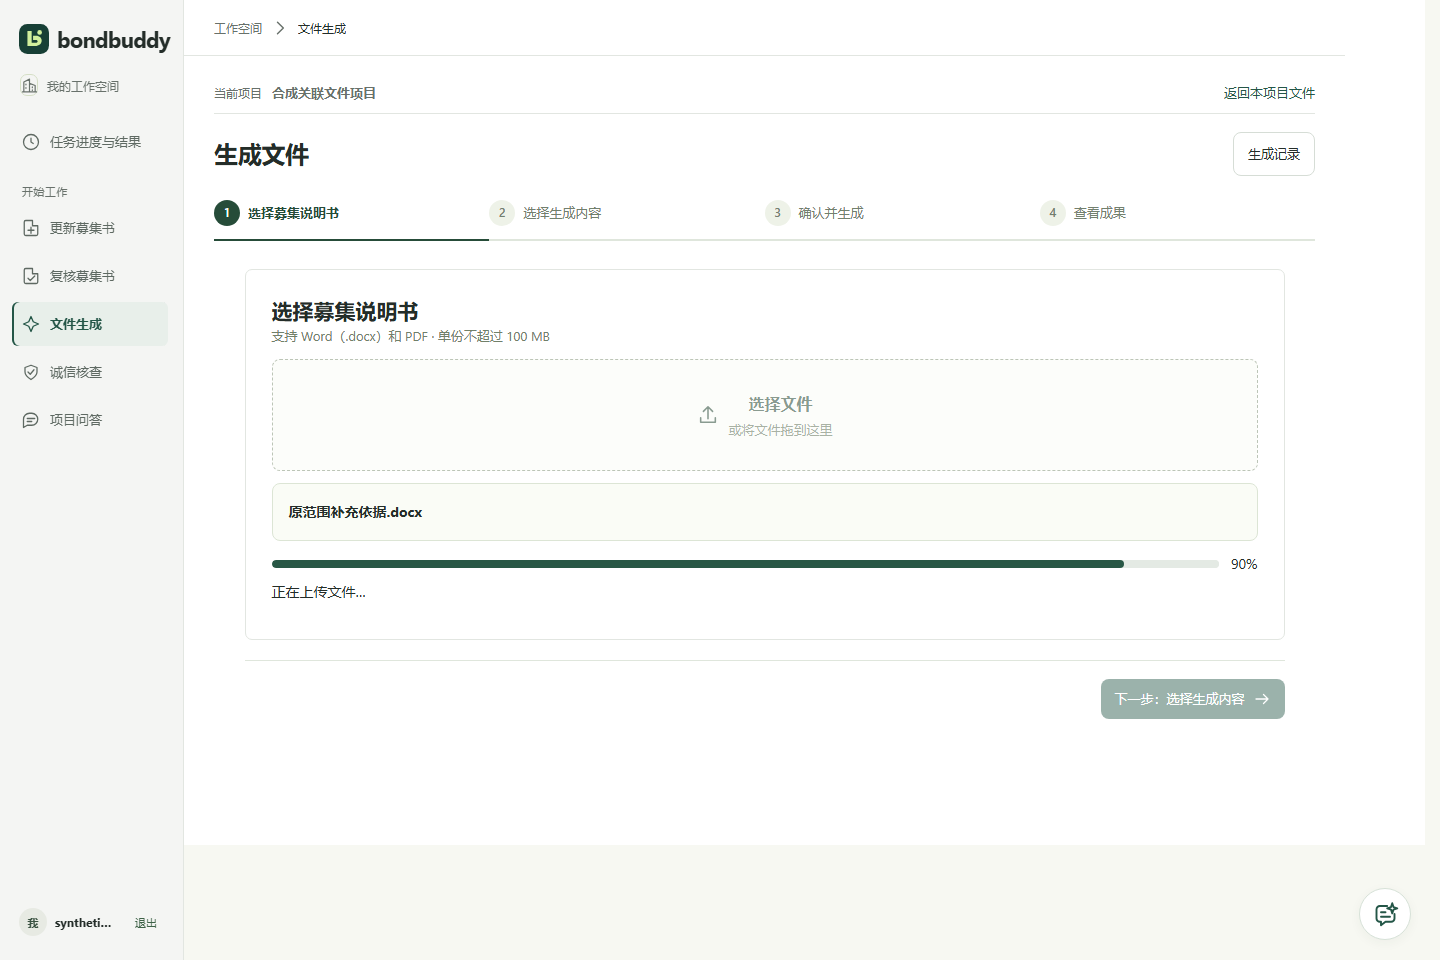 bondbuddy
我的工作空间
任务进度与结果
开始工作
更新募集书
复核募集书
文件生成
诚信核查
项目问答
我 syntheti... 退出
工作空间 文件生成
当前项目 合成关联文件项目 返回本项目文件
生成文件 生成记录
1 选择募集说明书 2 选择生成内容 3 确认并生成 4 查看成果
选择募集说明书
支持 Word（.docx）和 PDF · 单份不超过 100 MB
选择文件
或将文件拖到这里
原范围补充依据.docx
90%
正在上传文件...
下一步：选择生成内容